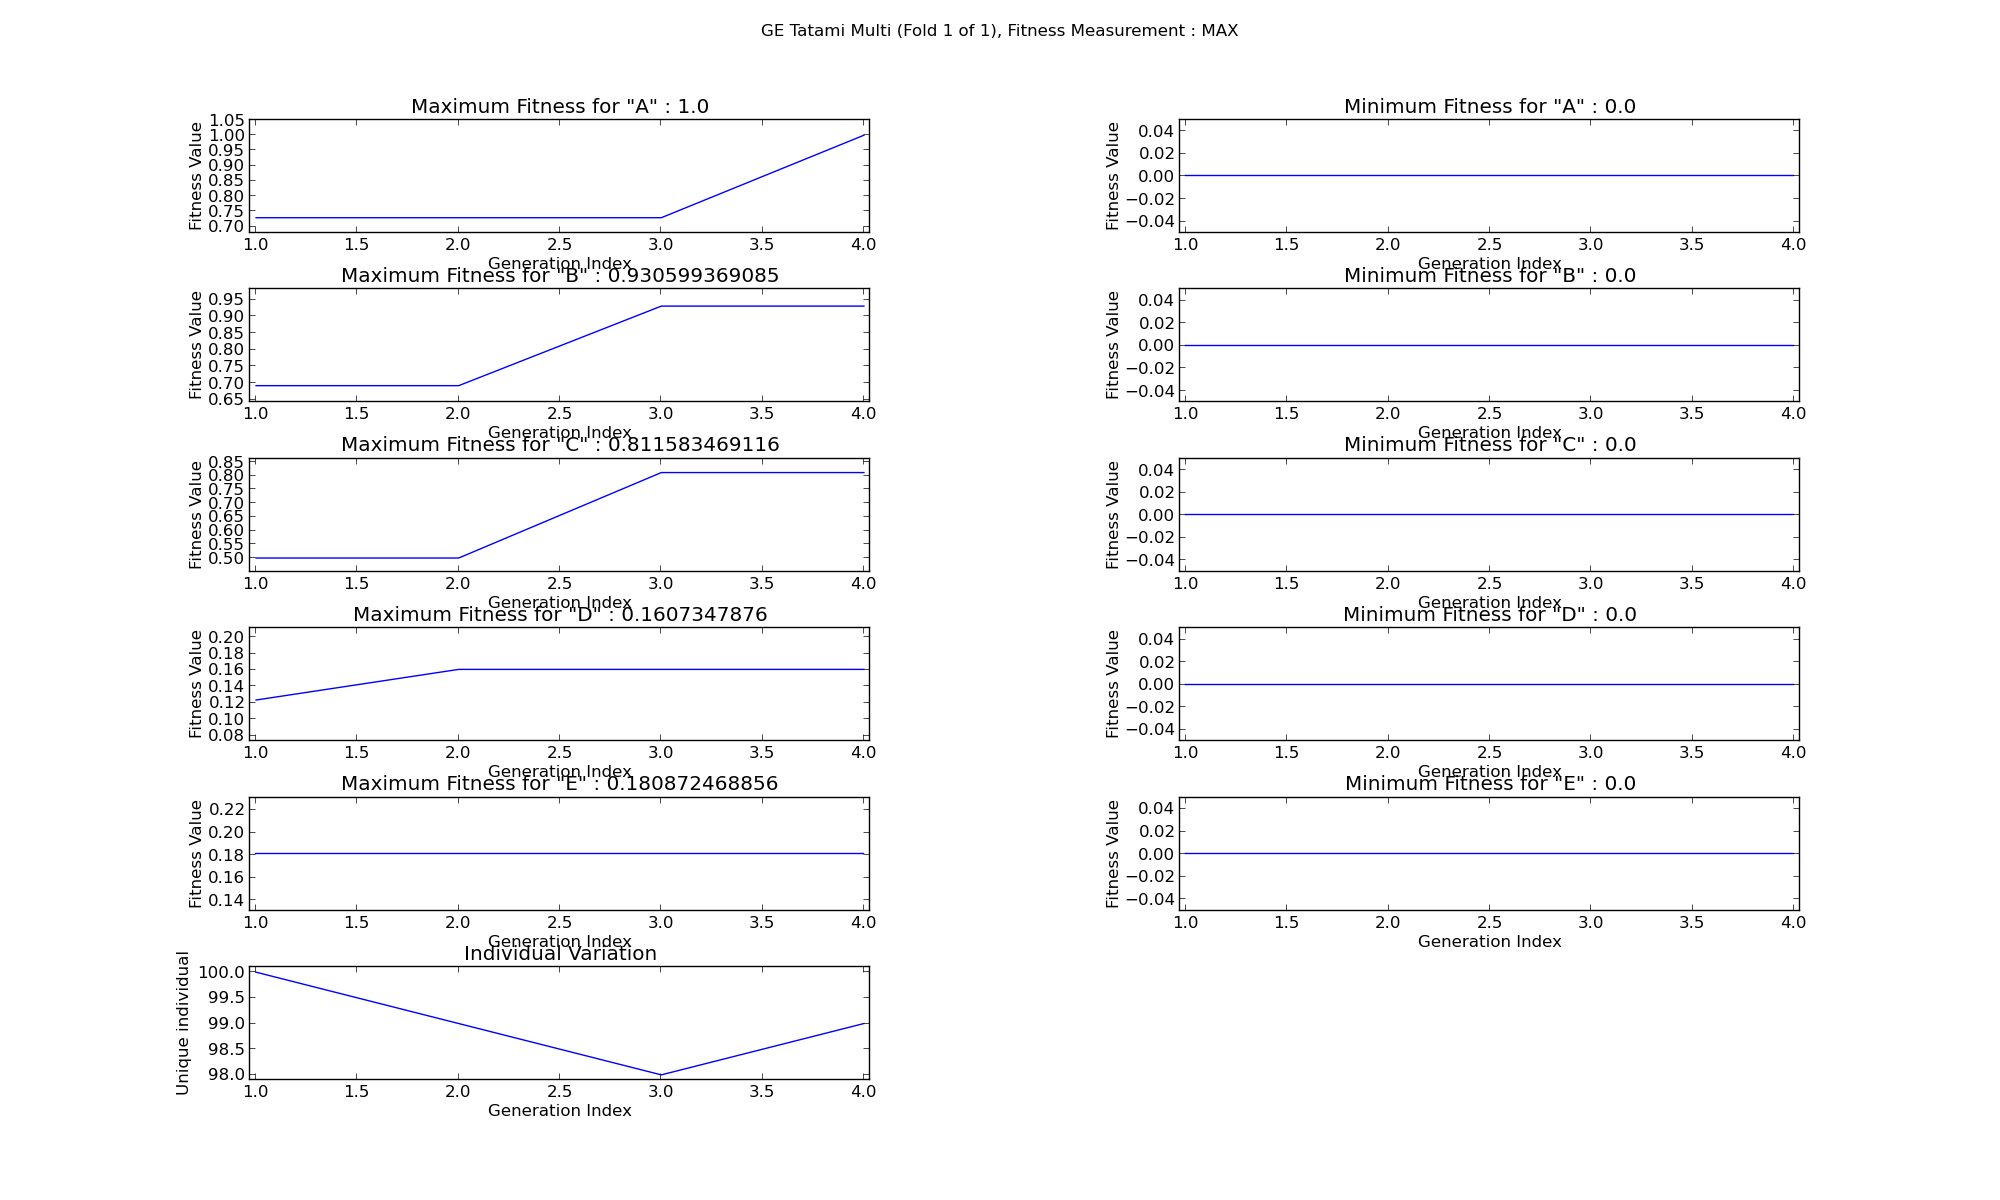 GE Tatami Multi (Fold 1 of 1), Fitness Measurement : MAX
Maximum Fitness for "A" : 1.0
Fitness Value
1.05
1.00
0.95
0.90
0.85
0.80
0.75
0.70
1.0 1.5 2.0 2.5 3.0 3.5 4.0
Generation Index
Minimum Fitness for "A" : 0.0
Fitness Value
0.04
0.02
0.00
−0.02
−0.04
1.0 1.5 2.0 2.5 3.0 3.5 4.0
Generation Index
Maximum Fitness for "B" : 0.930599369085
Fitness Value
0.95
0.90
0.85
0.80
0.75
0.70
0.65
1.0 1.5 2.0 2.5 3.0 3.5 4.0
Generation Index
Minimum Fitness for "B" : 0.0
Fitness Value
0.04
0.02
0.00
−0.02
−0.04
1.0 1.5 2.0 2.5 3.0 3.5 4.0
Generation Index
Maximum Fitness for "C" : 0.811583469116
Fitness Value
0.85
0.80
0.75
0.70
0.65
0.60
0.55
0.50
1.0 1.5 2.0 2.5 3.0 3.5 4.0
Generation Index
Minimum Fitness for "C" : 0.0
Fitness Value
0.04
0.02
0.00
−0.02
−0.04
1.0 1.5 2.0 2.5 3.0 3.5 4.0
Generation Index
Maximum Fitness for "D" : 0.1607347876
Fitness Value
0.20
0.18
0.16
0.14
0.12
0.10
0.08
1.0 1.5 2.0 2.5 3.0 3.5 4.0
Generation Index
Minimum Fitness for "D" : 0.0
Fitness Value
0.04
0.02
0.00
−0.02
−0.04
1.0 1.5 2.0 2.5 3.0 3.5 4.0
Generation Index
Maximum Fitness for "E" : 0.180872468856
Fitness Value
0.22
0.20
0.18
0.16
0.14
1.0 1.5 2.0 2.5 3.0 3.5 4.0
Generation Index
Minimum Fitness for "E" : 0.0
Fitness Value
0.04
0.02
0.00
−0.02
−0.04
1.0 1.5 2.0 2.5 3.0 3.5 4.0
Generation Index
Individual Variation
Unique individual
100.0
99.5
99.0
98.5
98.0
1.0 1.5 2.0 2.5 3.0 3.5 4.0
Generation Index